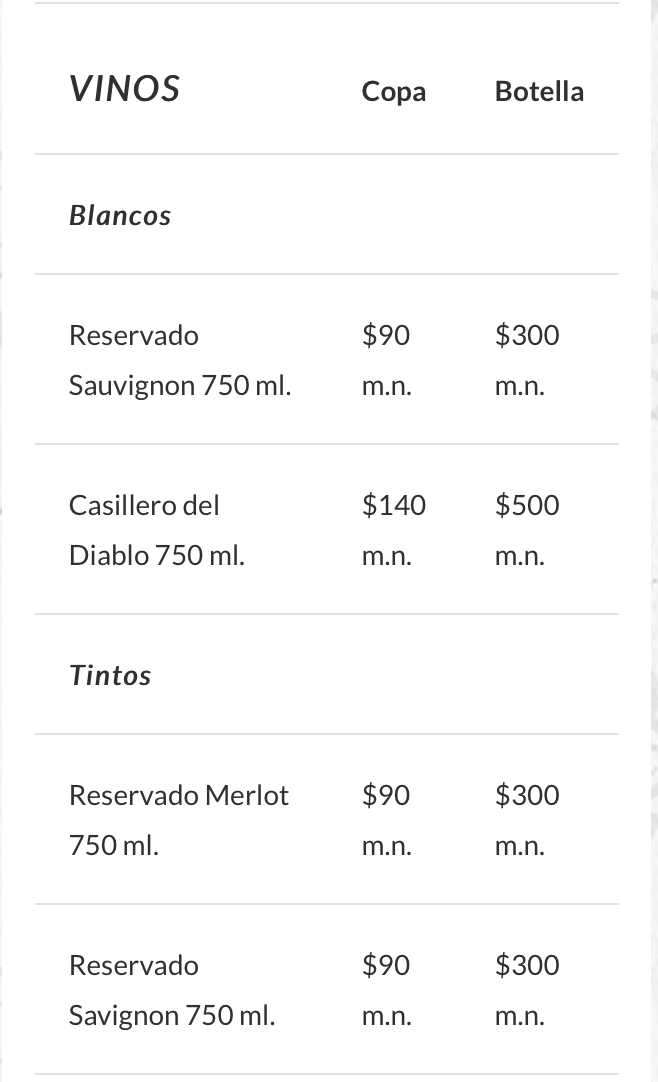 VINOS Copa Botella
Blancos
Reservado $90 $300
Sauvignon 750 ml. m.n. m.n.
Casillero del $140 $500
Diablo 750 ml. m.n. m.n.
Tintos
Reservado Merlot $90 $300
750 ml. m.n. m.n.
Reservado $90 $300
Savignon 750 ml. m.n. m.n.